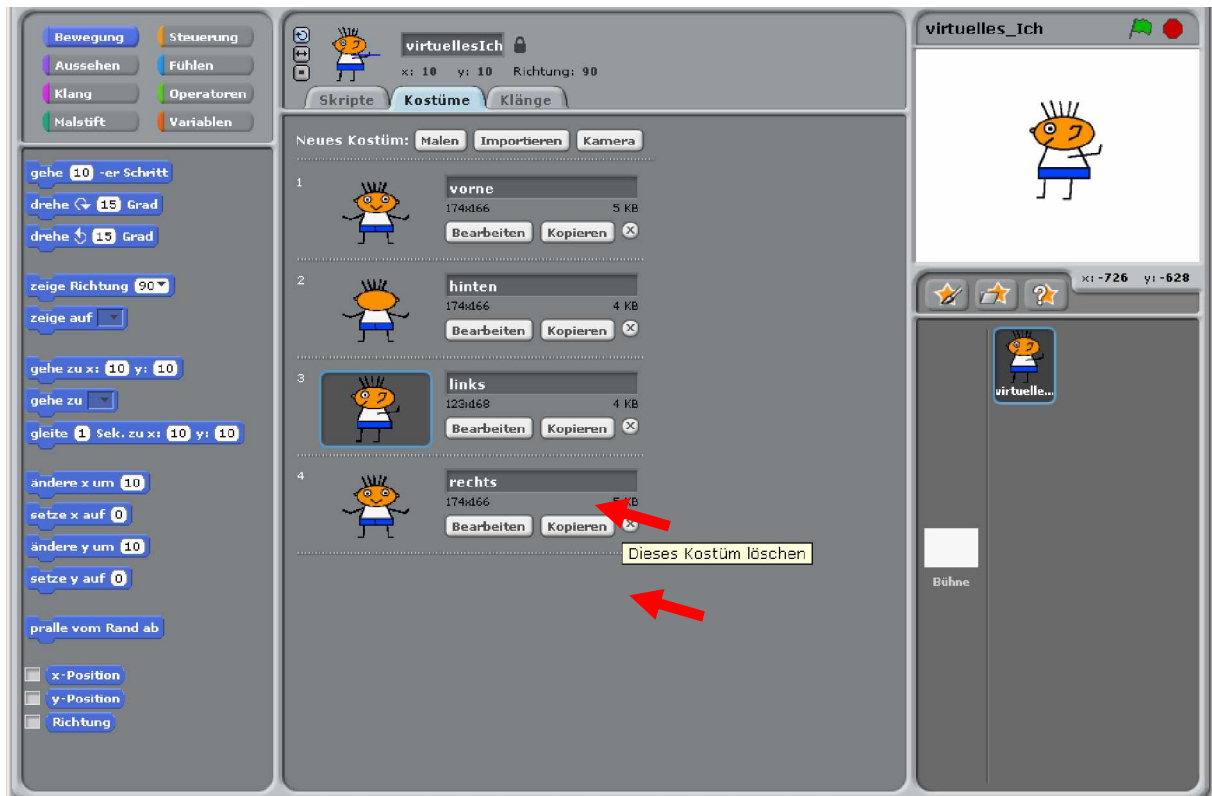 Bewegung Steuerung
Aussehen Fühlen
Klang Operatoren
Malstift Variablen
gehe 10 -er Schritt
drehe 15 Grad
drehe 15 Grad
zeige Richtung 90
zeige auf
gehe zu x: 10 y: 10
gehe zu
gleite 1 Sek. zu x: 10 y: 10
ändere x um 10
setze x auf 0
ändere y um 10
setze y auf 0
pralle vom Rand ab
x-Position
y-Position
Richtung
virtuellesIch
x: 10 y: 10 Richtung: 90
Skripte Kostüme Klänge
Neues Kostüm: Malen Importieren Kamera
1
vorne
174x166 5 KB
Bearbeiten Kopieren
2
hinten
174x166 4 KB
Bearbeiten Kopieren
3
links
123x168 4 KB
Bearbeiten Kopieren
4
rechts
174x166 5 KB
Bearbeiten Kopieren
Dieses Kostüm löschen
virtuelles_Ich
x: -726 y: -628
virtuelle...
Bühne